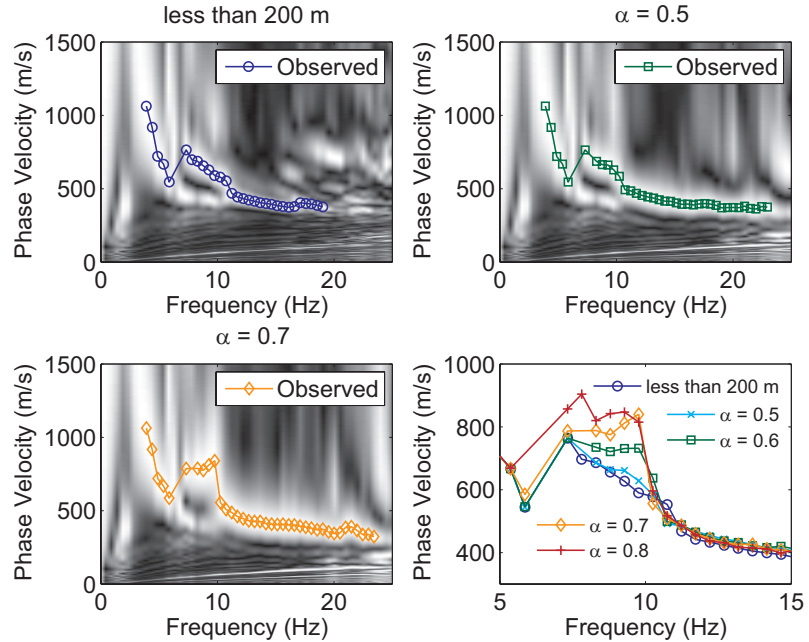 less than 200 m
1500
1000
500
0
Phase Velocity (m/s)
Observed
0
10
20
Frequency (Hz)
α = 0.5
1500
1000
500
0
Phase Velocity (m/s)
Observed
0
10
20
Frequency (Hz)
α = 0.7
1500
1000
500
0
Phase Velocity (m/s)
Observed
0
10
20
Frequency (Hz)
1000
800
600
400
Phase Velocity (m/s)
less than 200 m
α = 0.5
α = 0.6
α = 0.7
α = 0.8
5
10
15
Frequency (Hz)